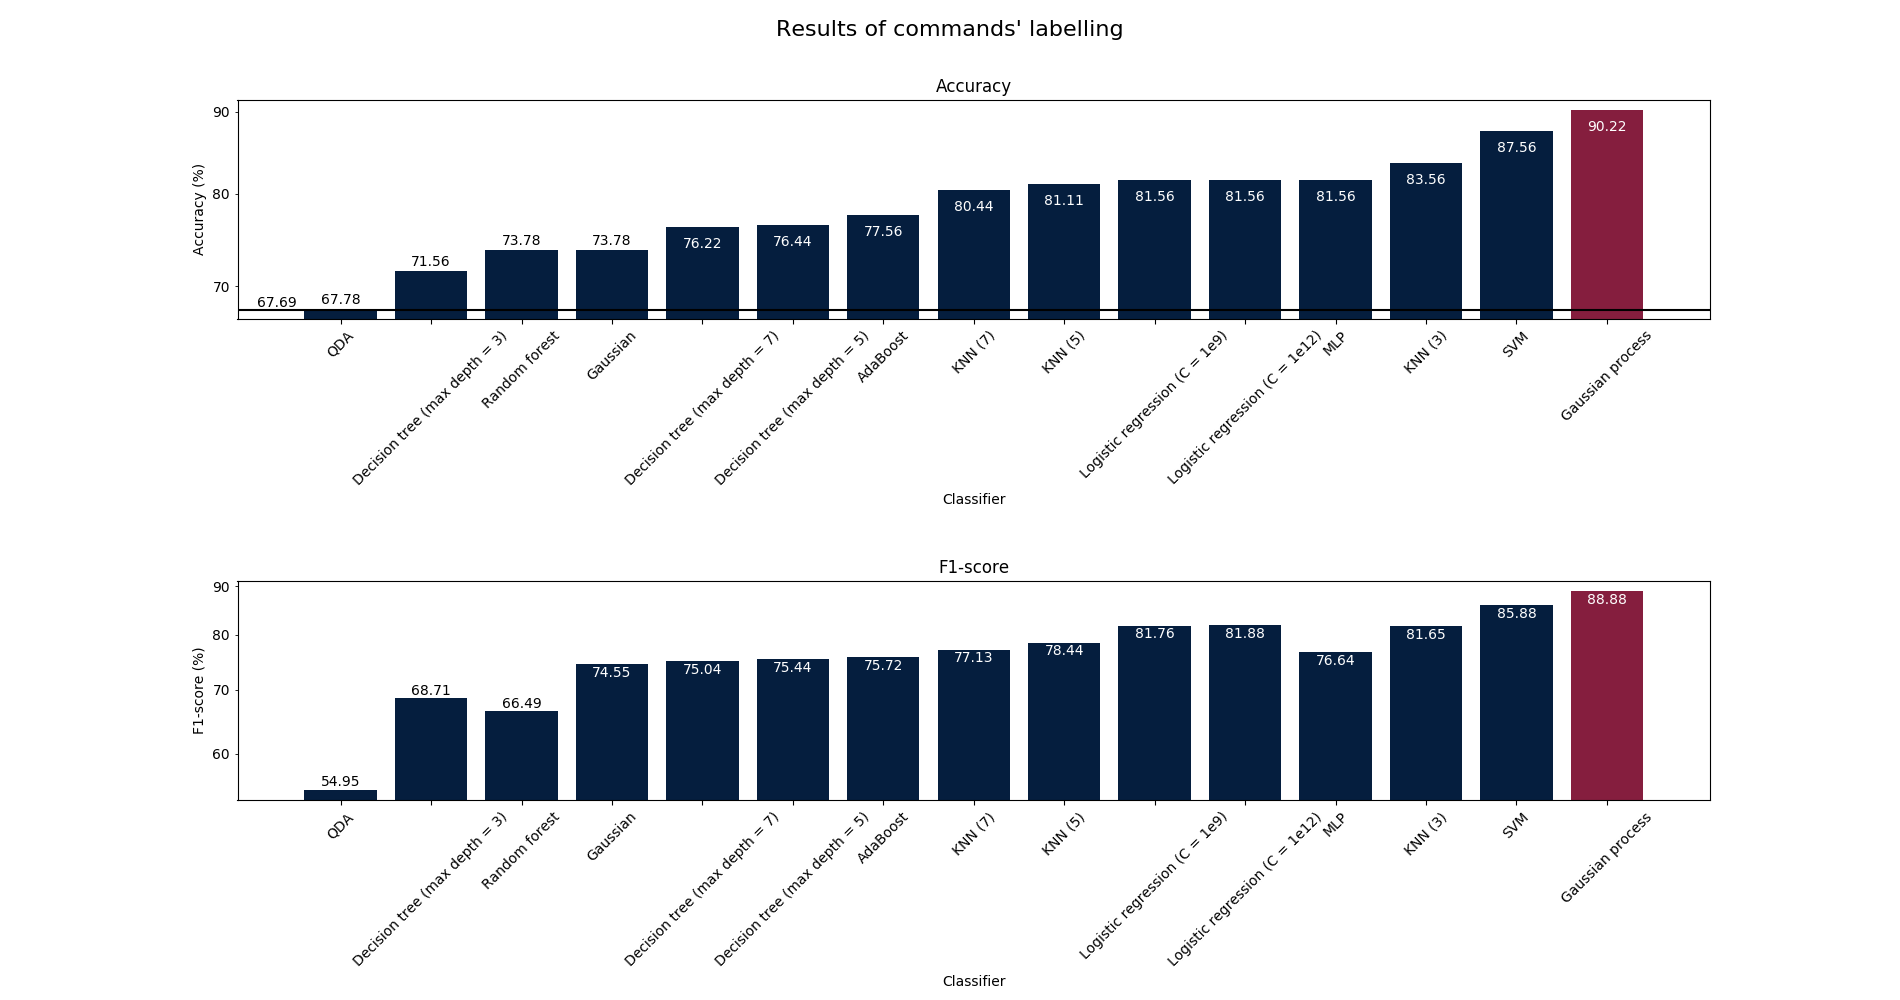 Results of commands' labelling
Accuracy
Accuracy (%)
90
80
70
67.69
67.78
71.56
73.78
73.78
76.22
76.44
77.56
80.44
81.11
81.56
81.56
81.56
83.56
87.56
90.22
QDA
Decision tree (max depth = 3)
Random forest
Gaussian
Decision tree (max depth = 7)
Decision tree (max depth = 5)
AdaBoost
KNN (7)
KNN (5)
Logistic regression (C = 1e9)
Logistic regression (C = 1e12)
MLP
KNN (3)
SVM
Gaussian process
Classifier
F1-score
F1-score (%)
90
80
70
60
54.95
68.71
66.49
74.55
75.04
75.44
75.72
77.13
78.44
81.76
81.88
76.64
81.65
85.88
88.88
QDA
Decision tree (max depth = 3)
Random forest
Gaussian
Decision tree (max depth = 7)
Decision tree (max depth = 5)
AdaBoost
KNN (7)
KNN (5)
Logistic regression (C = 1e9)
Logistic regression (C = 1e12)
MLP
KNN (3)
SVM
Gaussian process
Classifier